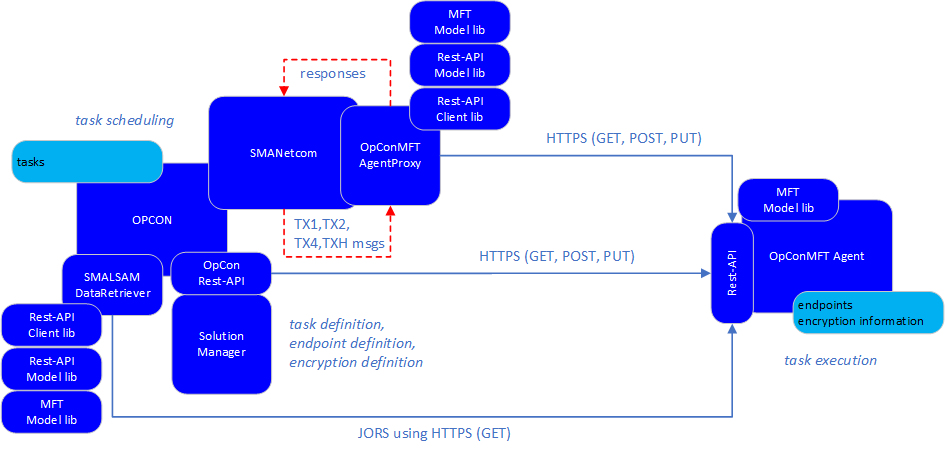 MFT
Model lib
Rest-API
Model lib
Rest-API
Client lib
responses
task scheduling
SMANetcom
OpConMFT
AgentProxy
HTTPS (GET, POST, PUT)
tasks
OPCON
TX1,TX2,
TX4,TXH msgs
MFT
Model lib
OpConMFT Agent
Rest-API
SMALSAM
DataRetriever
OpCon
Rest-API
HTTPS (GET, POST, PUT)
endpoints
encryption information
Rest-API
Client lib
Rest-API
Model lib
MFT
Model lib
Solution
Manager
task definition,
endpoint definition,
encryption definition
task execution
JORS using HTTPS (GET)